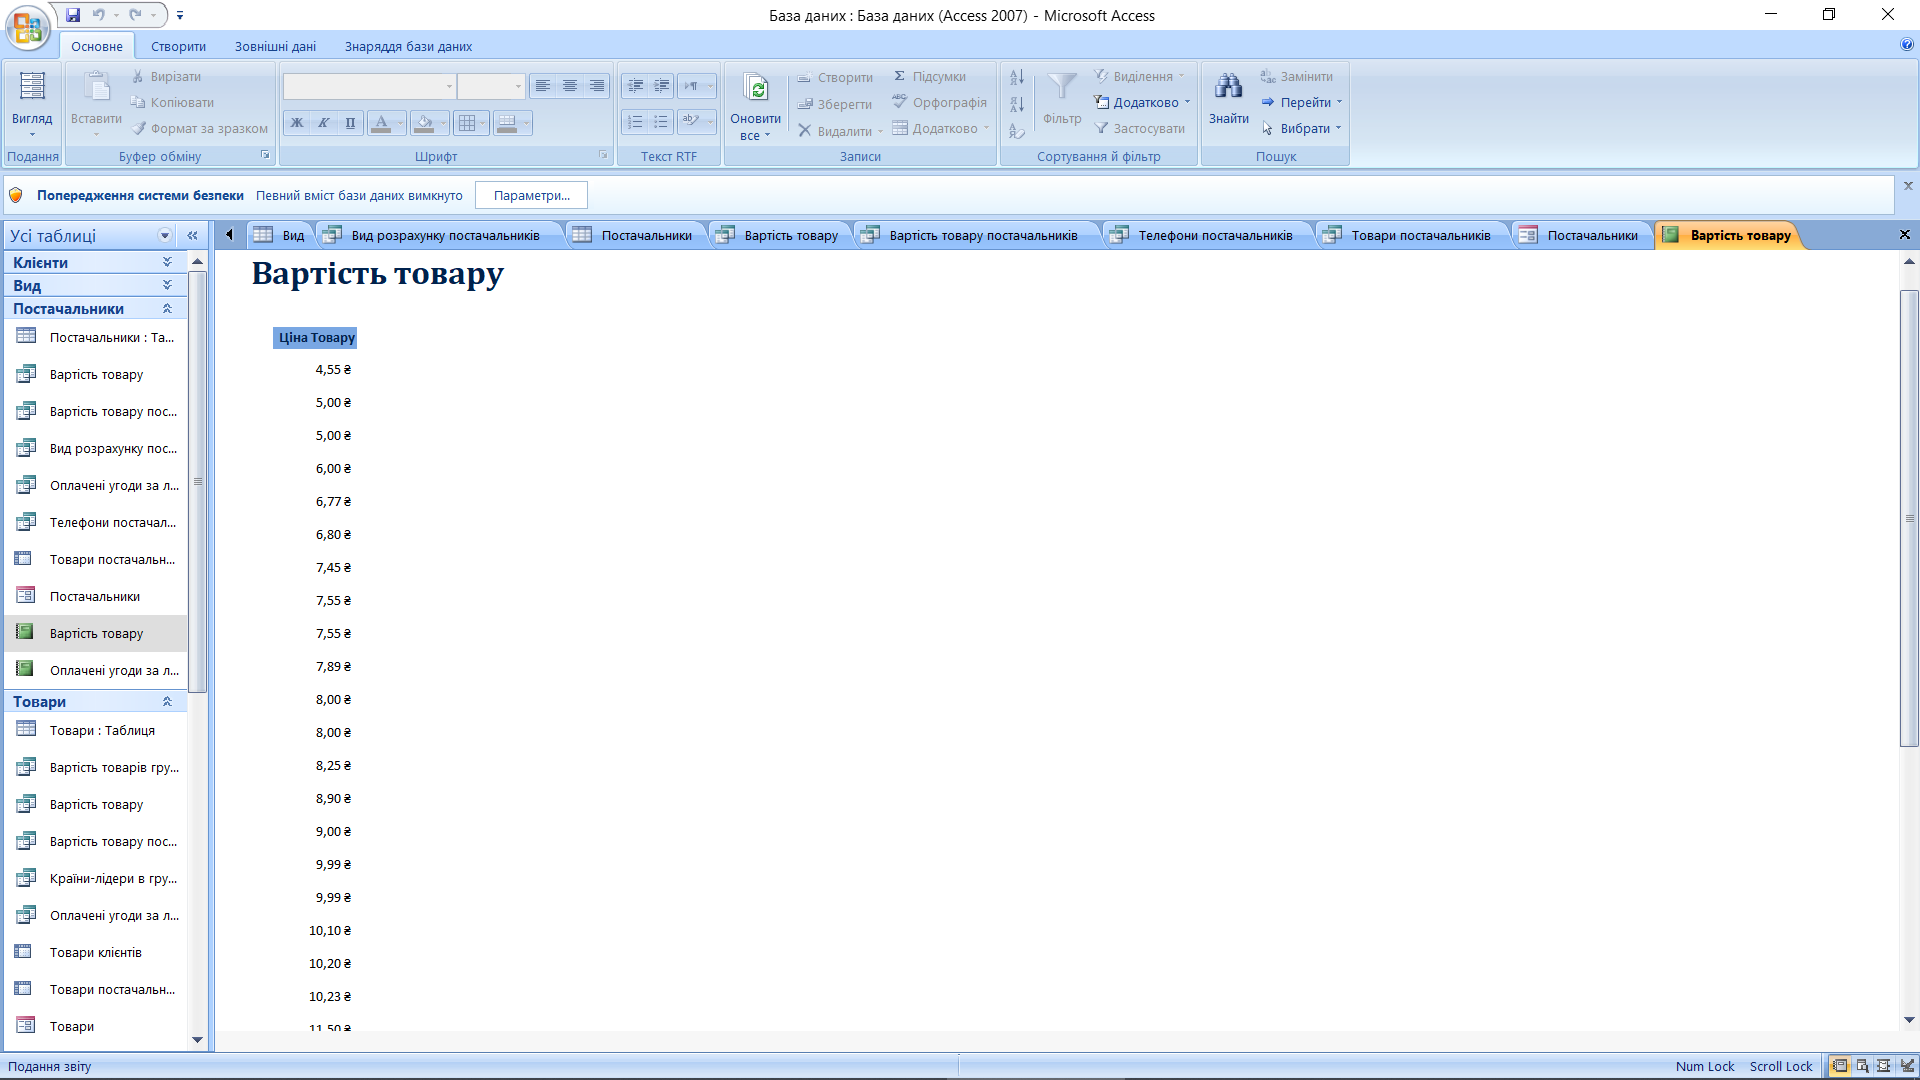 База даних : База даних (Access 2007) - Microsoft Access
Основне Створити Зовнішні дані Знаряддя бази даних
Вигляд
Подання
Вставити
Вирізати
Копіювати
Формат за зразком
Буфер обміну
Ж К П
Шрифт
Текст RTF
Оновити все
Створити
Зберегти
Видалити
Підсумки
Орфографія
Додатково
Записи
Фільтр
Виділення
Додатково
Застосувати
Сортування й фільтр
Знайти
Замінити
Перейти
Вибрати
Пошук
Попередження системи безпеки Певний вміст бази даних вимкнуто Параметри...
Усі таблиці
Вид Вид розрахунку постачальників Постачальники Вартість товару Вартість товару постачальників Телефони постачальників Товари постачальників Постачальники Вартість товару
Клієнти
Вид
Постачальники
Постачальники : Та...
Вартість товару
Вартість товару пос...
Вид розрахунку пос...
Оплачені угоди за л...
Телефони постачал...
Товари постачальн...
Постачальники
Вартість товару
Оплачені угоди за л...
Товари
Товари : Таблиця
Вартість товарів гру...
Вартість товару
Вартість товару пос...
Країни-лідери в гру...
Оплачені угоди за л...
Товари клієнтів
Товари постачальн...
Товари
Вартість товару
Ціна Товару
4,55 ₴
5,00 ₴
5,00 ₴
6,00 ₴
6,77 ₴
6,80 ₴
7,45 ₴
7,55 ₴
7,55 ₴
7,89 ₴
8,00 ₴
8,00 ₴
8,25 ₴
8,90 ₴
9,00 ₴
9,99 ₴
9,99 ₴
10,10 ₴
10,20 ₴
10,23 ₴
11,50 ₴
Подання звіту
Num Lock Scroll Lock